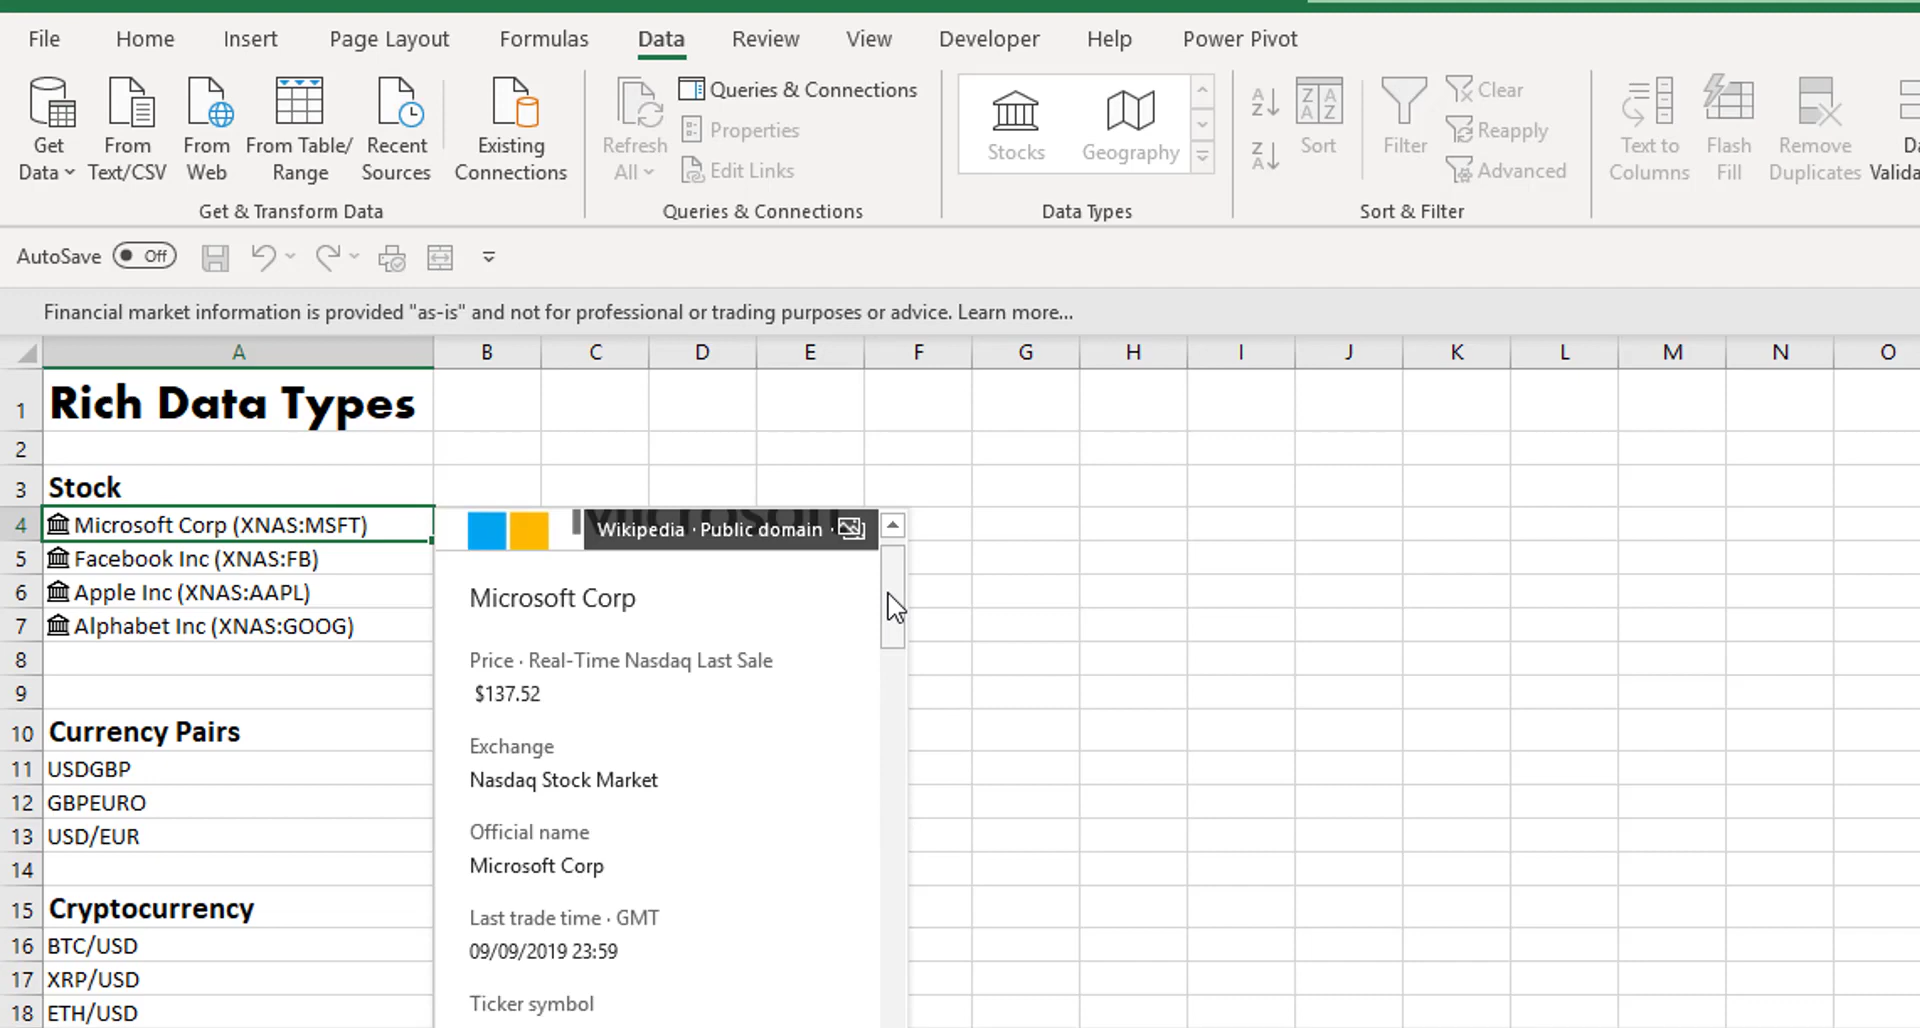 File Home Insert Page Layout Formulas Data Review View Developer Help Power Pivot
Get Data
From Text/CSV
From Web
From Table/ Range
Recent Sources
Existing Connections
Get & Transform Data
Refresh All
Queries & Connections
Properties
Edit Links
Queries & Connections
Stocks
Geography
Data Types
Sort
Filter
Clear
Reapply
Advanced
Sort & Filter
Text to Columns
Flash Fill
Remove Duplicates
Da
Valida
AutoSave Off
Financial market information is provided "as-is" and not for professional or trading purposes or advice. Learn more...
A B C D E F G H I J K L M N O
1 Rich Data Types
2
3 Stock
4 Microsoft Corp (XNAS:MSFT)
5 Facebook Inc (XNAS:FB)
6 Apple Inc (XNAS:AAPL)
7 Alphabet Inc (XNAS:GOOG)
8
9
10 Currency Pairs
11 USDGBP
12 GBPEURO
13 USD/EUR
14
15 Cryptocurrency
16 BTC/USD
17 XRP/USD
18 ETH/USD
Wikipedia · Public domain ·
Microsoft Corp
Price · Real-Time Nasdaq Last Sale
$137.52
Exchange
Nasdaq Stock Market
Official name
Microsoft Corp
Last trade time · GMT
09/09/2019 23:59
Ticker symbol